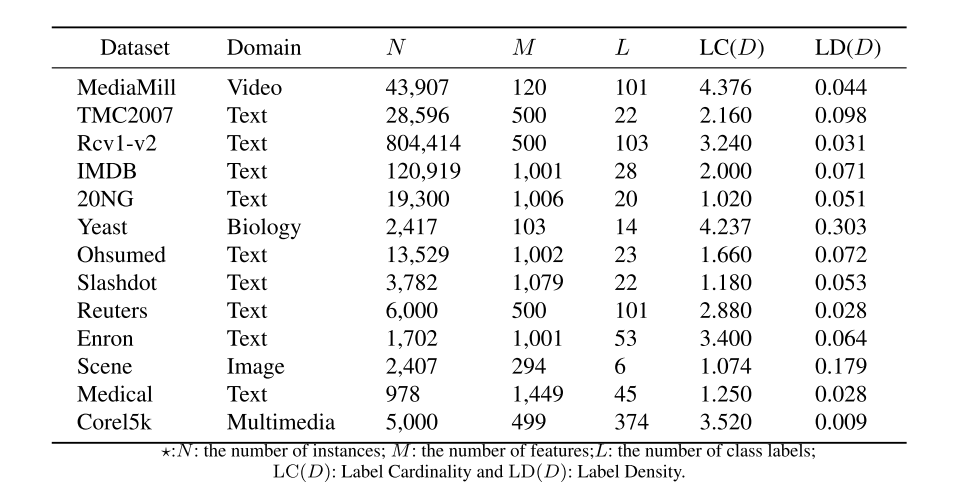 Dataset Domain N M L LC(D) LD(D)
MediaMill Video 43,907 120 101 4.376 0.044
TMC2007 Text 28,596 500 22 2.160 0.098
Rcv1-v2 Text 804,414 500 103 3.240 0.031
IMDB Text 120,919 1,001 28 2.000 0.071
20NG Text 19,300 1,006 20 1.020 0.051
Yeast Biology 2,417 103 14 4.237 0.303
Ohsumed Text 13,529 1,002 23 1.660 0.072
Slashdot Text 3,782 1,079 22 1.180 0.053
Reuters Text 6,000 500 101 2.880 0.028
Enron Text 1,702 1,001 53 3.400 0.064
Scene Image 2,407 294 6 1.074 0.179
Medical Text 978 1,449 45 1.250 0.028
Corel5k Multimedia 5,000 499 374 3.520 0.009
⋆:N: the number of instances; M: the number of features;L: the number of class labels;
LC(D): Label Cardinality and LD(D): Label Density.